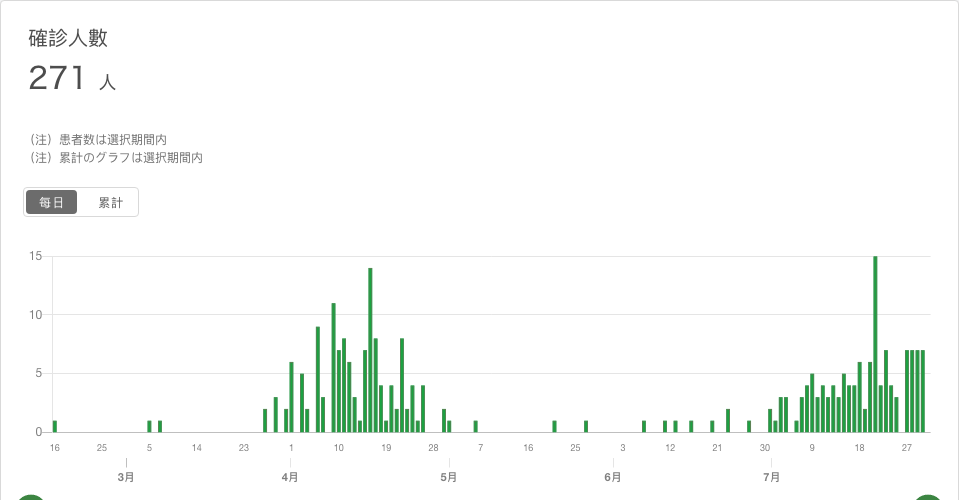 確診人數
271 人
（注）患者数は選択期間内
（注）累計のグラフは選択期間内
每日 累計
15
10
5
0
16 25 5 14 23 1 10 19 28 7 16 25 3 12 21 30 9 18 27
3月 4月 5月 6月 7月